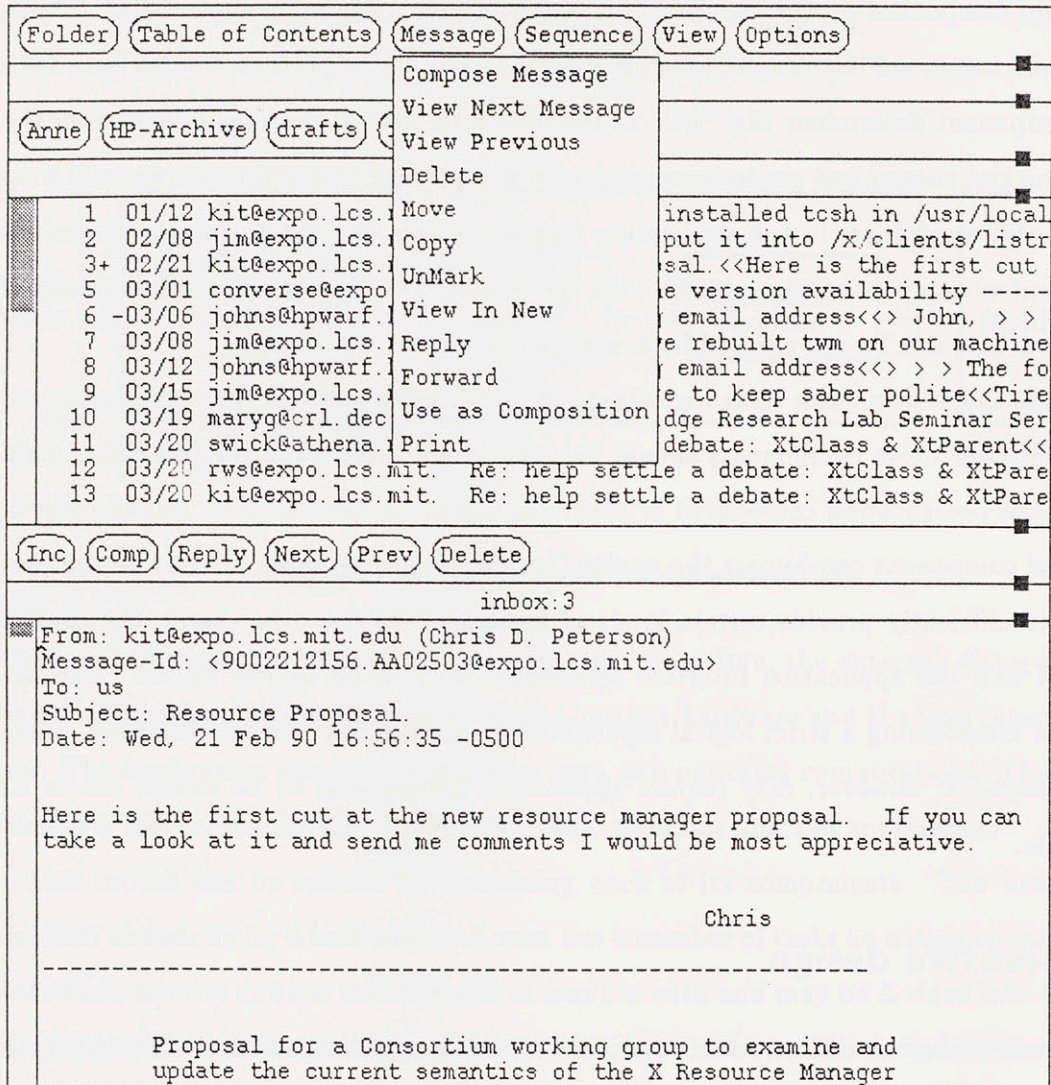 Folder Table of Contents Message Sequence View Options
Compose Message
View Next Message
Anne HP-Archive drafts
View Previous
Delete
Move
Copy
UnMark
View In New
Reply
Forward
Use as Composition
Print
1 01/12 kit@expo.lcs. installed tcsh in /usr/local
2 02/08 jim@expo.lcs. put it into /x/clients/listr
3+ 02/21 kit@expo.lcs. sal.<<Here is the first cut
5 03/01 converse@expo e version availability
6 -03/06 johns@hpwarf. email address<<> John, > >
7 03/08 jim@expo.lcs. e rebuilt twm on our machine
8 03/12 johns@hpwarf. email address<<> > > The fo
9 03/15 jim@expo.lcs. e to keep saber polite<<Tire
10 03/19 maryg@crl.dec dge Research Lab Seminar Ser
11 03/20 swick@athena. debate: XtClass & XtParent<<
12 03/20 rws@expo.lcs.mit. Re: help settle a debate: XtClass & XtPare
13 03/20 kit@expo.lcs.mit. Re: help settle a debate: XtClass & XtPare
Inc Comp Reply Next Prev Delete
inbox:3
From: kit@expo.lcs.mit.edu (Chris D. Peterson)
Message-Id: <9002212156.AA02503@expo.lcs.mit.edu>
To: us
Subject: Resource Proposal.
Date: Wed, 21 Feb 90 16:56:35 -0500
Here is the first cut at the new resource manager proposal. If you can
take a look at it and send me comments I would be most appreciative.
Chris
--------------------------------------------------------------
Proposal for a Consortium working group to examine and
update the current semantics of the X Resource Manager